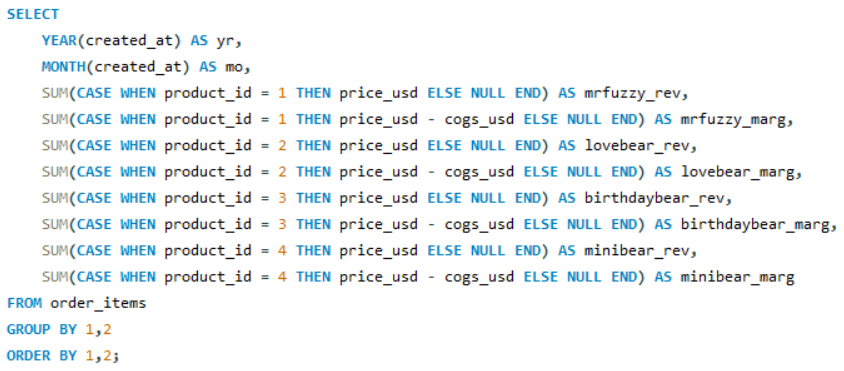 SELECT
    YEAR(created_at) AS yr,
    MONTH(created_at) AS mo,
    SUM(CASE WHEN product_id = 1 THEN price_usd ELSE NULL END) AS mrfuzzy_rev,
    SUM(CASE WHEN product_id = 1 THEN price_usd - cogs_usd ELSE NULL END) AS mrfuzzy_marg,
    SUM(CASE WHEN product_id = 2 THEN price_usd ELSE NULL END) AS lovebear_rev,
    SUM(CASE WHEN product_id = 2 THEN price_usd - cogs_usd ELSE NULL END) AS lovebear_marg,
    SUM(CASE WHEN product_id = 3 THEN price_usd ELSE NULL END) AS birthdaybear_rev,
    SUM(CASE WHEN product_id = 3 THEN price_usd - cogs_usd ELSE NULL END) AS birthdaybear_marg,
    SUM(CASE WHEN product_id = 4 THEN price_usd ELSE NULL END) AS minibear_rev,
    SUM(CASE WHEN product_id = 4 THEN price_usd - cogs_usd ELSE NULL END) AS minibear_marg
FROM order_items
GROUP BY 1,2
ORDER BY 1,2;